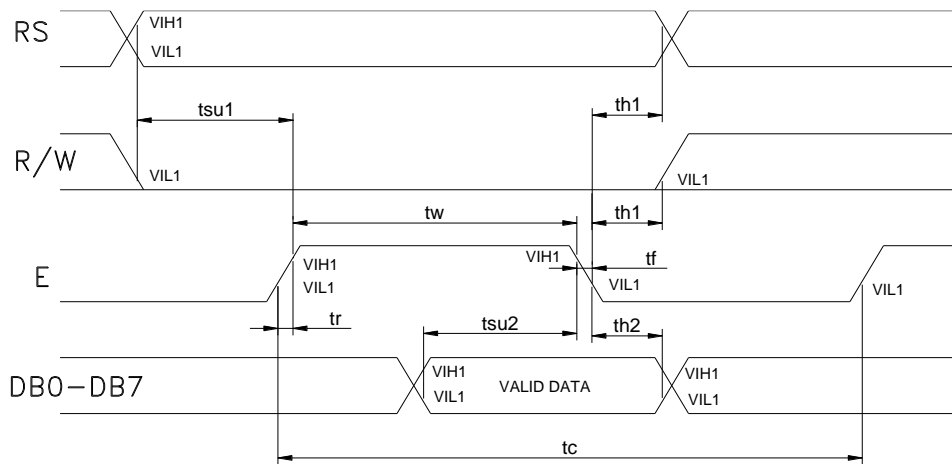 RS
VIH1
VIL1
tsu1
th1
R/W
VIL1
VIL1
tw
th1
E
VIH1
VIL1
VIH1
tf
VIL1
VIL1
tr
tsu2
th2
DB0-DB7
VIH1
VIL1
VALID DATA
VIH1
VIL1
tc